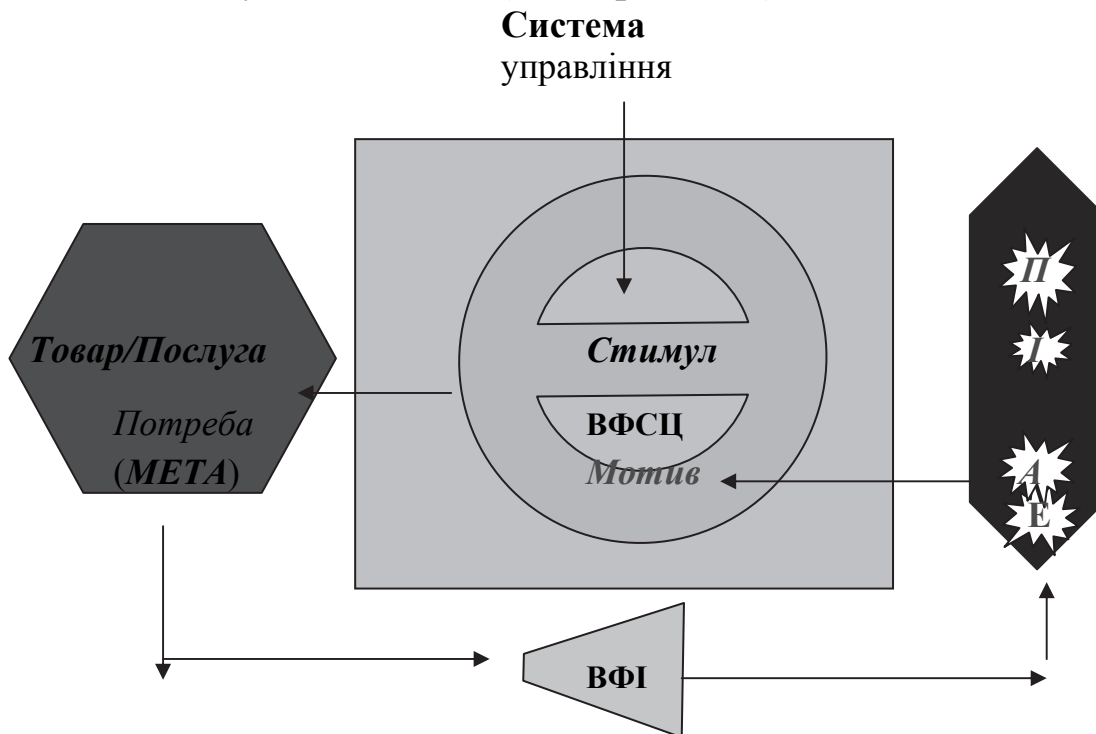 Система
управління
Товар/Послуга
Потреба
(МЕТА)
Стимул
ВФСЦ
Мотив
П
І
А
Е
ВФІ